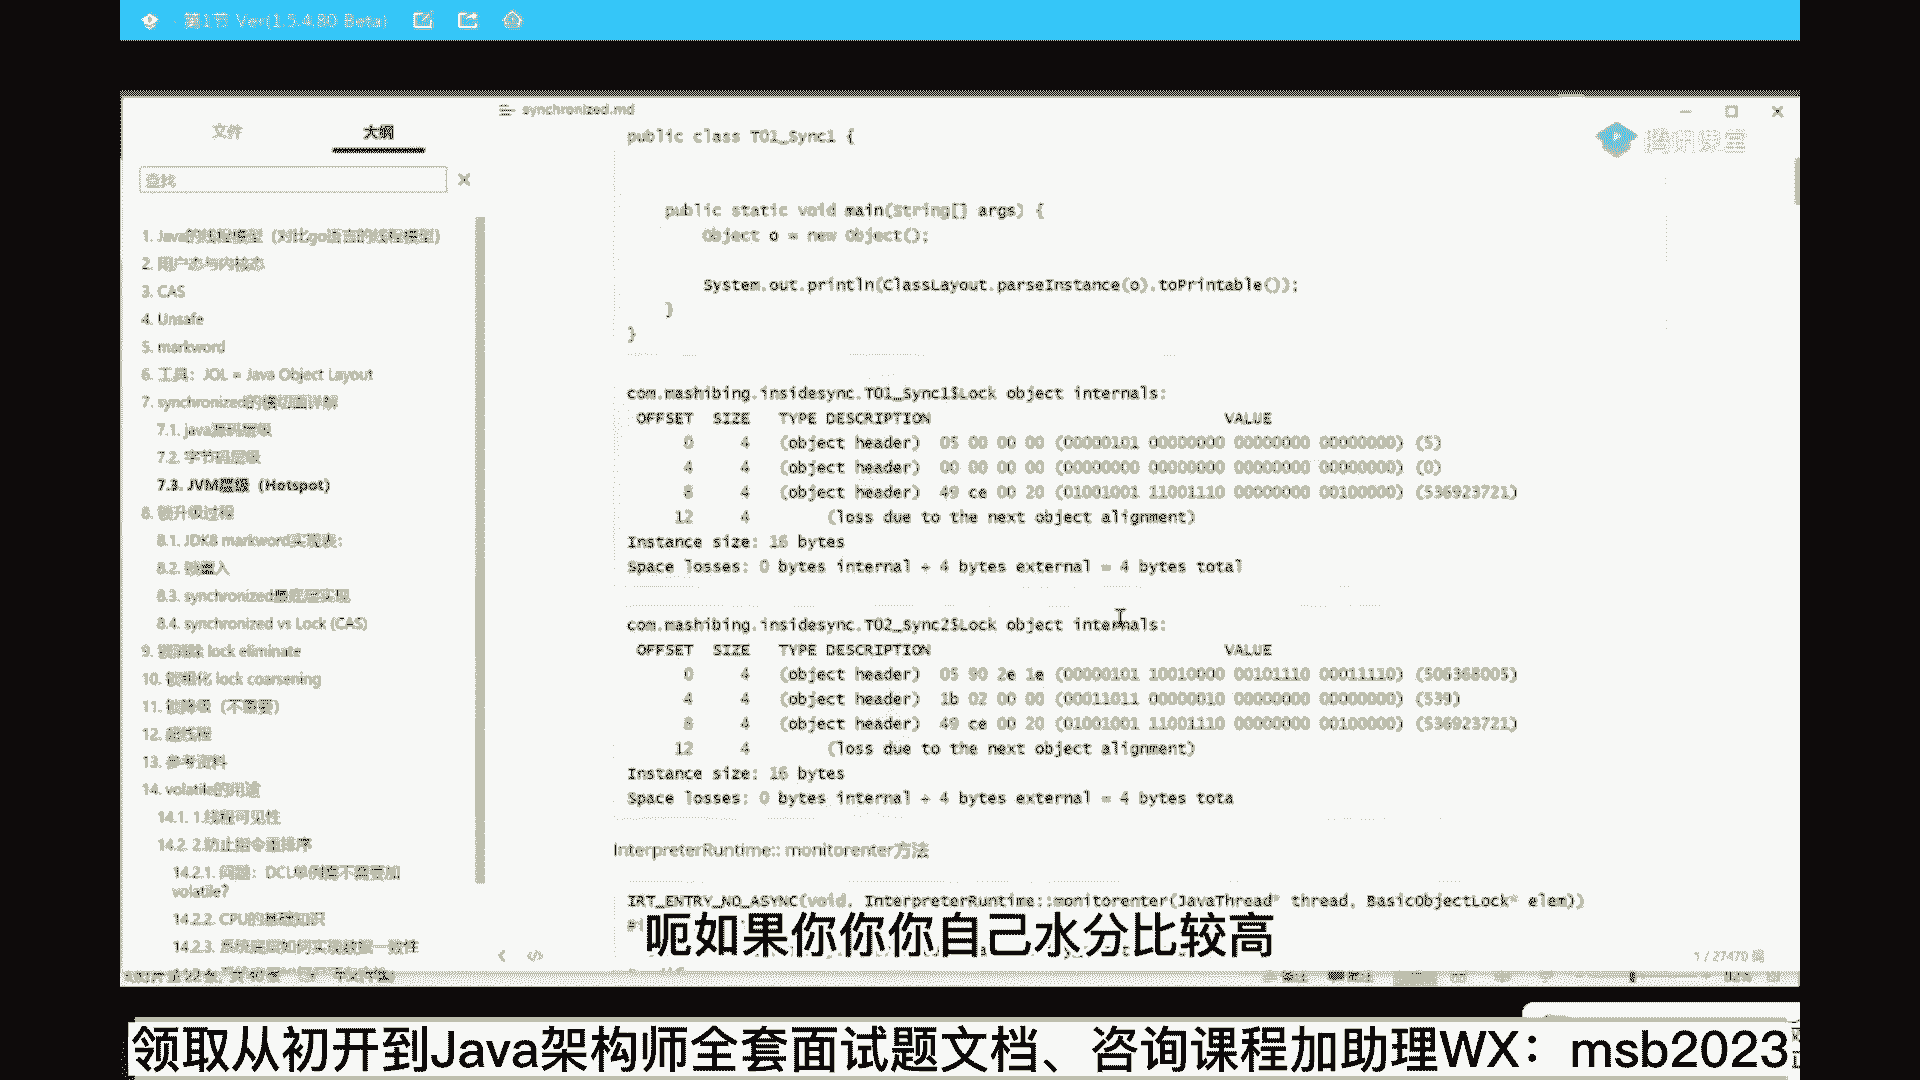 第1节 Ver(1.5.4.80 Beta)
synchronized.md
文件
大纲
查找
1. Java的线程模型（对比go语言的线程模型）
2. 用户态与内核态
3. CAS
4. Unsafe
5. markword
6. 工具：JOL = Java Object Layout
7. synchronized的横切面详解
7.1. java源码层级
7.2. 字节码层级
7.3. JVM层级（Hotspot）
8. 锁升级过程
8.1. JDK8 markword实现表：
8.2. 锁重入
8.3. synchronized最底层实现
8.4. synchronized vs Lock (CAS)
9. 锁消除 lock eliminate
10. 锁粗化 lock coarsening
11. 锁降级（不重要）
12. 超线程
13. 参考资料
14. volatile的用途
14.1. 1.线程可见性
14.2. 2.防止指令重排序
14.2.1. 问题：DCL单例需不需要加
volatile？
14.2.2. CPU的基础知识
14.2.3. 系统底层如何实现数据一致性
腾讯课堂
public class T01_Sync1 {
public static void main(String[] args) {
Object o = new Object();
System.out.println(ClassLayout.parseInstance(o).toPrintable());
}
}
com.mashibing.insidesync.T01_Sync1$Lock object internals:
OFFSET SIZE TYPE DESCRIPTION VALUE
0 4 (object header) 05 00 00 00 (00000101 00000000 00000000 00000000) (5)
4 4 (object header) 00 00 00 00 (00000000 00000000 00000000 00000000) (0)
8 4 (object header) 49 ce 00 20 (01001001 11001110 00000000 00100000) (536923721)
12 4 (loss due to the next object alignment)
Instance size: 16 bytes
Space losses: 0 bytes internal + 4 bytes external = 4 bytes total
com.mashibing.insidesync.T02_Sync2$Lock object internals:
OFFSET SIZE TYPE DESCRIPTION VALUE
0 4 (object header) 05 90 2e 1e (00000101 10010000 00101110 00011110) (506368005)
4 4 (object header) 1b 02 00 00 (00011011 00000010 00000000 00000000) (539)
8 4 (object header) 49 ce 00 20 (01001001 11001110 00000000 00100000) (536923721)
12 4 (loss due to the next object alignment)
Instance size: 16 bytes
Space losses: 0 bytes internal + 4 bytes external = 4 bytes tota
InterpreterRuntime:: monitorenter方法
IRT_ENTRY_NO_ASYNC(void, InterpreterRuntime::monitorenter(JavaThread* thread, BasicObjectLock* elem))
呃如果你你你自己水分比较高
1 / 27470 词
领取从初开到Java架构师全套面试题文档、咨询课程加助理WX：msb2023